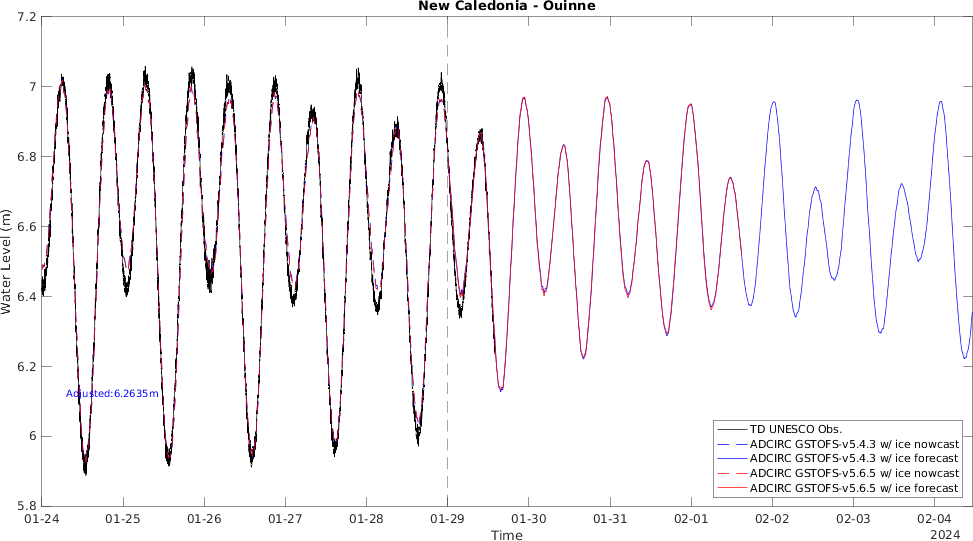 New Caledonia - Ouinne
Water Level (m)
7.2
7
6.8
6.6
6.4
6.2
6
5.8
Adjusted:6.2635m
TD UNESCO Obs.
ADCIRC GSTOFS-v5.4.3 w/ ice nowcast
ADCIRC GSTOFS-v5.4.3 w/ ice forecast
ADCIRC GSTOFS-v5.6.5 w/ ice nowcast
ADCIRC GSTOFS-v5.6.5 w/ ice forecast
01-24 01-25 01-26 01-27 01-28 01-29 01-30 01-31 02-01 02-02 02-03 02-04
Time
2024